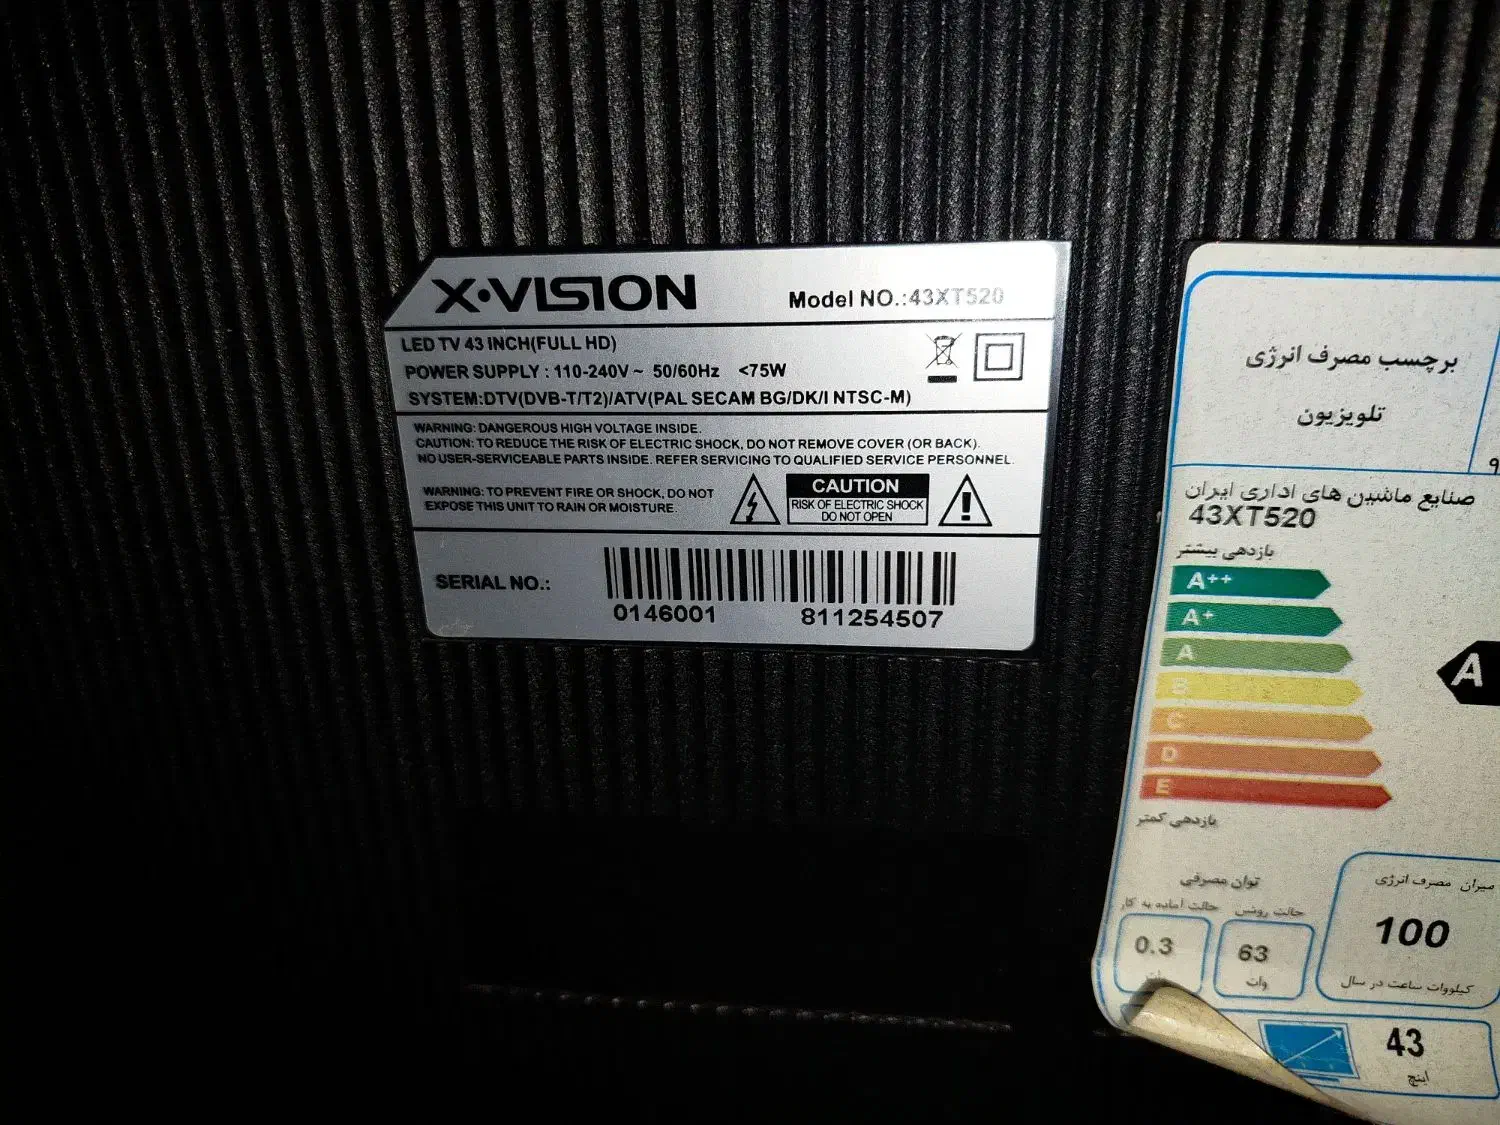 X·VISION
Model NO.:43XT520
LED TV 43 INCH(FULL HD)
POWER SUPPLY : 110-240V ~ 50/60Hz <75W
SYSTEM:DTV(DVB-T/T2)/ATV(PAL SECAM BG/DK/I NTSC-M)
WARNING: DANGEROUS HIGH VOLTAGE INSIDE.
CAUTION: TO REDUCE THE RISK OF ELECTRIC SHOCK, DO NOT REMOVE COVER (OR BACK).
NO USER-SERVICEABLE PARTS INSIDE. REFER SERVICING TO QUALIFIED SERVICE PERSONNEL.
WARNING: TO PREVENT FIRE OR SHOCK, DO NOT
EXPOSE THIS UNIT TO RAIN OR MOISTURE.
CAUTION
RISK OF ELECTRIC SHOCK
DO NOT OPEN
SERIAL NO.:
0146001 811254507
برچسب مصرف انرژی
تلویزیون
صنایع ماشین های اداری ایران
43XT520
بازدهی بیشتر
A++
A+
A
B
C
D
E
A
بازدهی کمتر
توان مصرفی
حالت آماده به کار
حالت روشن
0.3
وات
63
وات
میزان مصرف انرژی
100
کیلووات ساعت در سال
43
اینچ